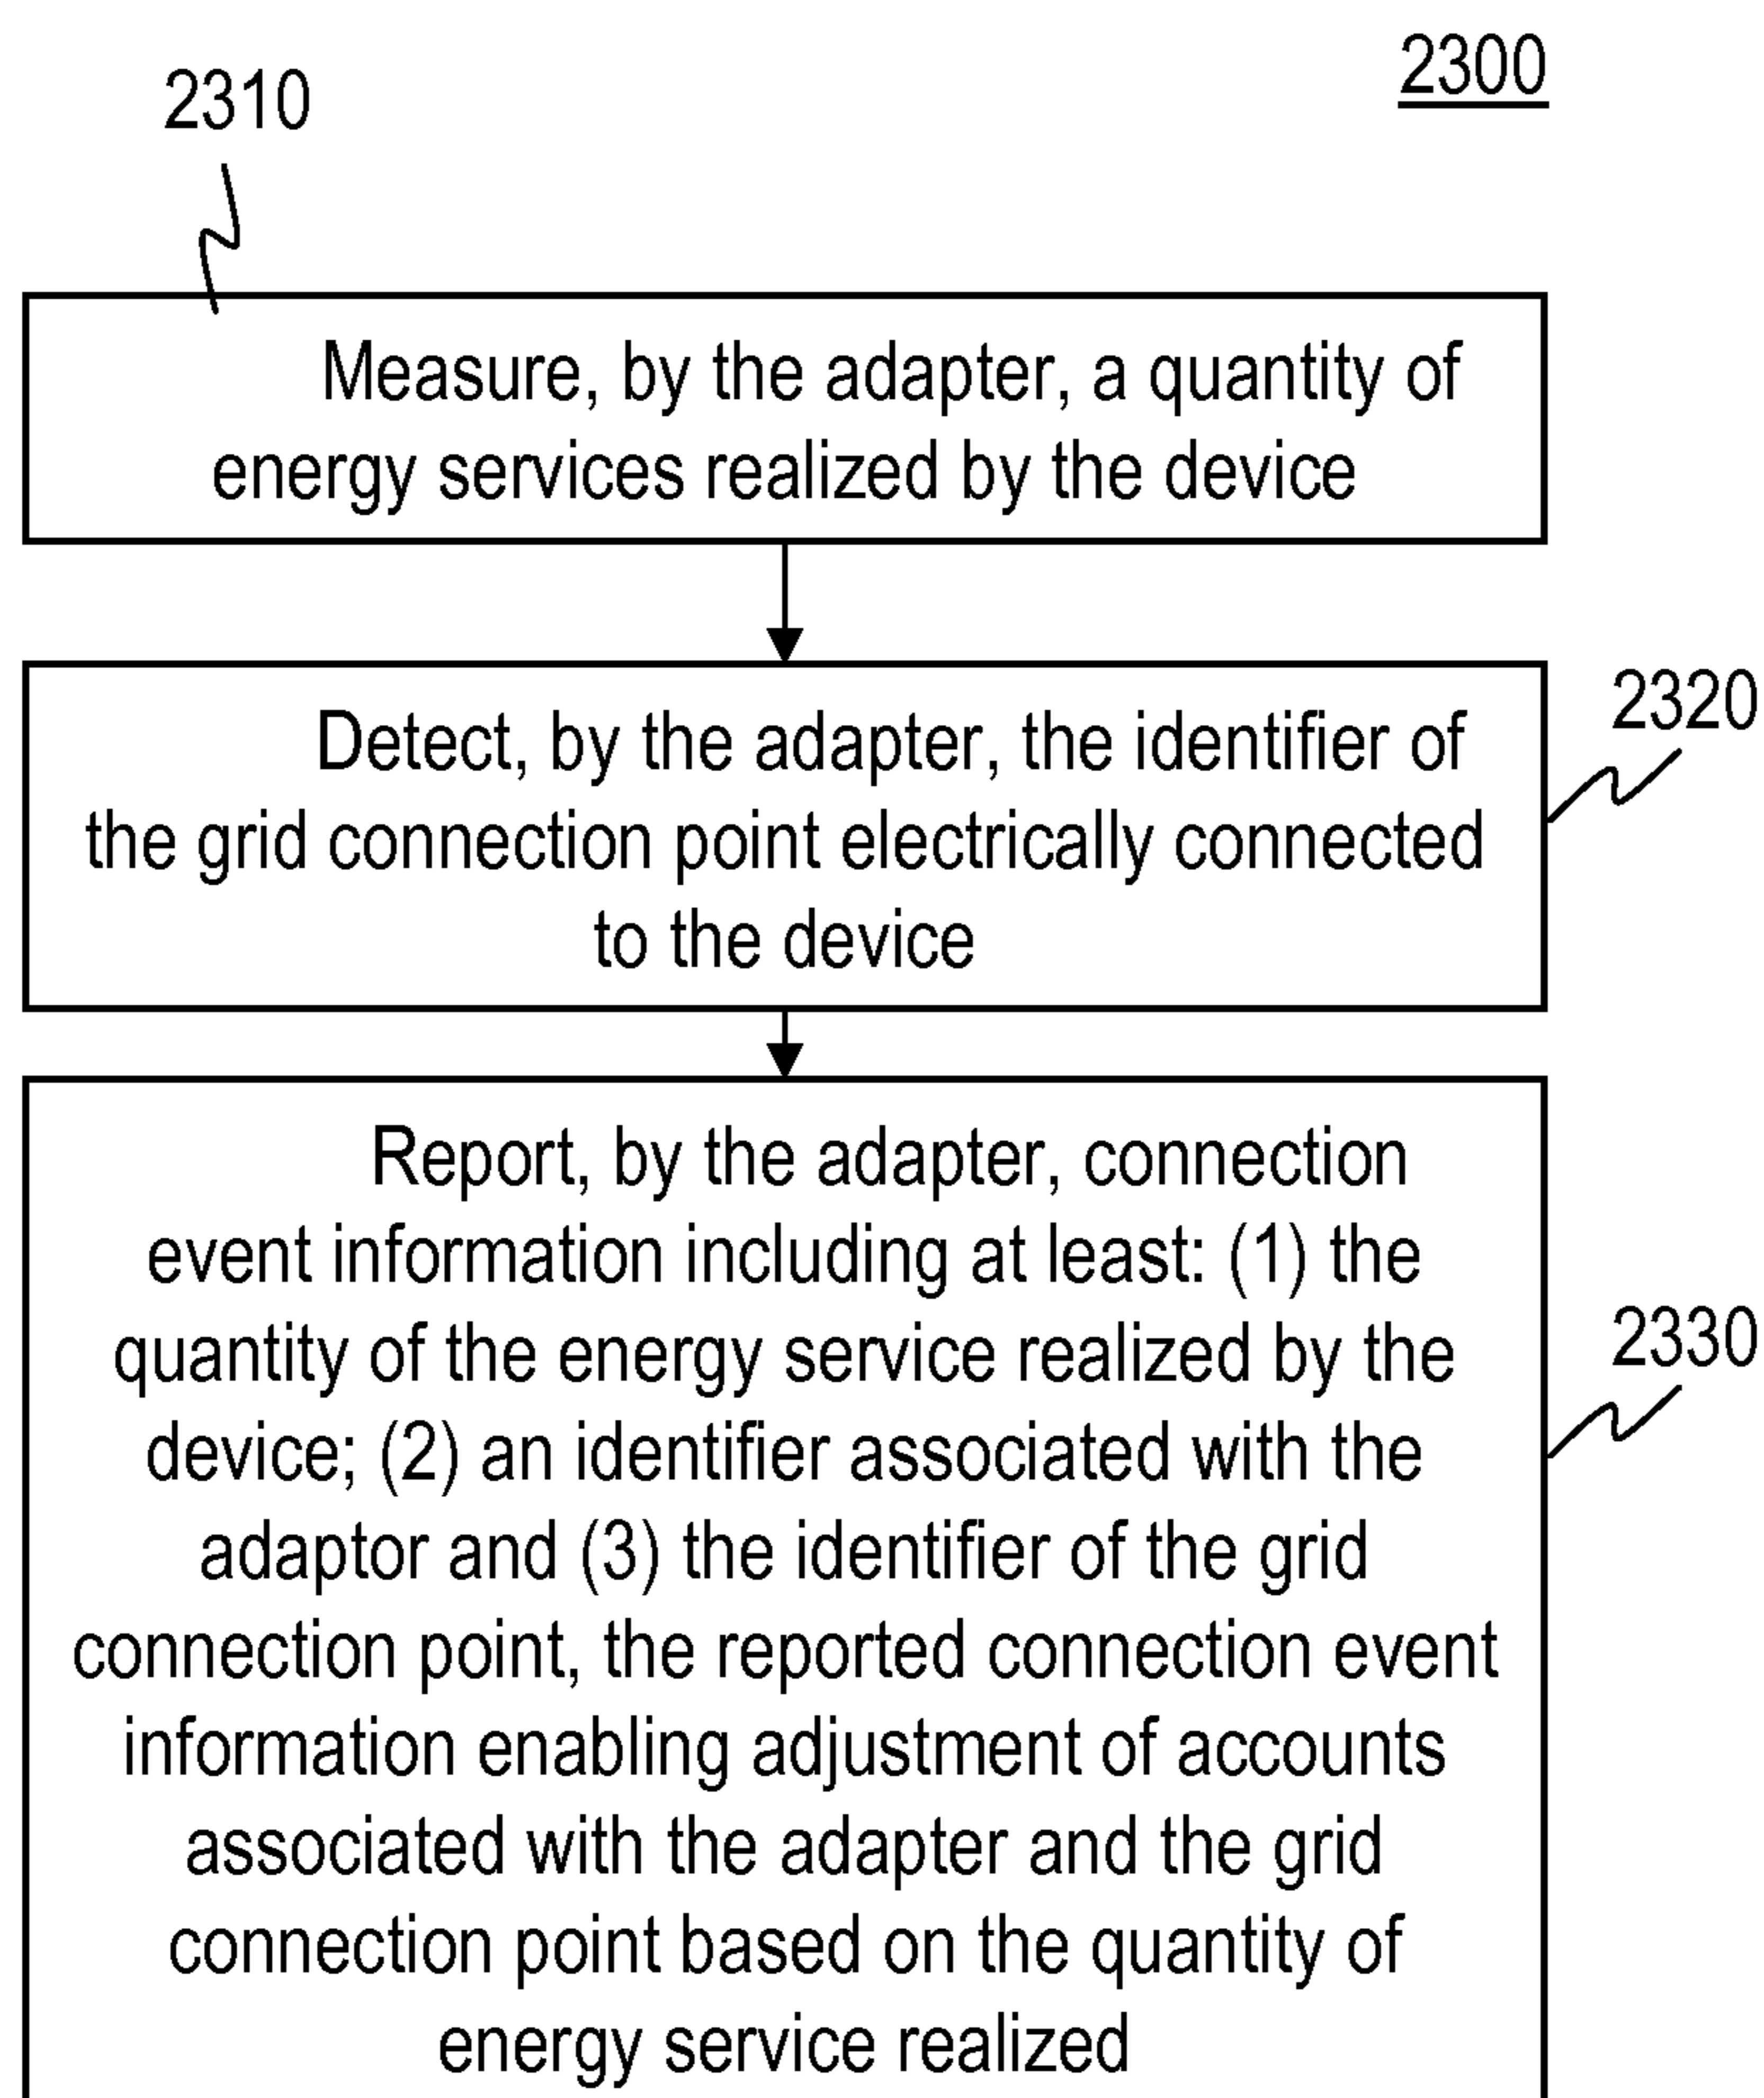 2300
2310
Measure, by the adapter, a quantity of
energy services realized by the device
Detect, by the adapter, the identifier of
the grid connection point electrically connected
to the device
2320
Report, by the adapter, connection
event information including at least: (1) the
quantity of the energy service realized by the
device; (2) an identifier associated with the
adaptor and (3) the identifier of the grid
connection point, the reported connection event
information enabling adjustment of accounts
associated with the adapter and the grid
connection point based on the quantity of
energy service realized
2330